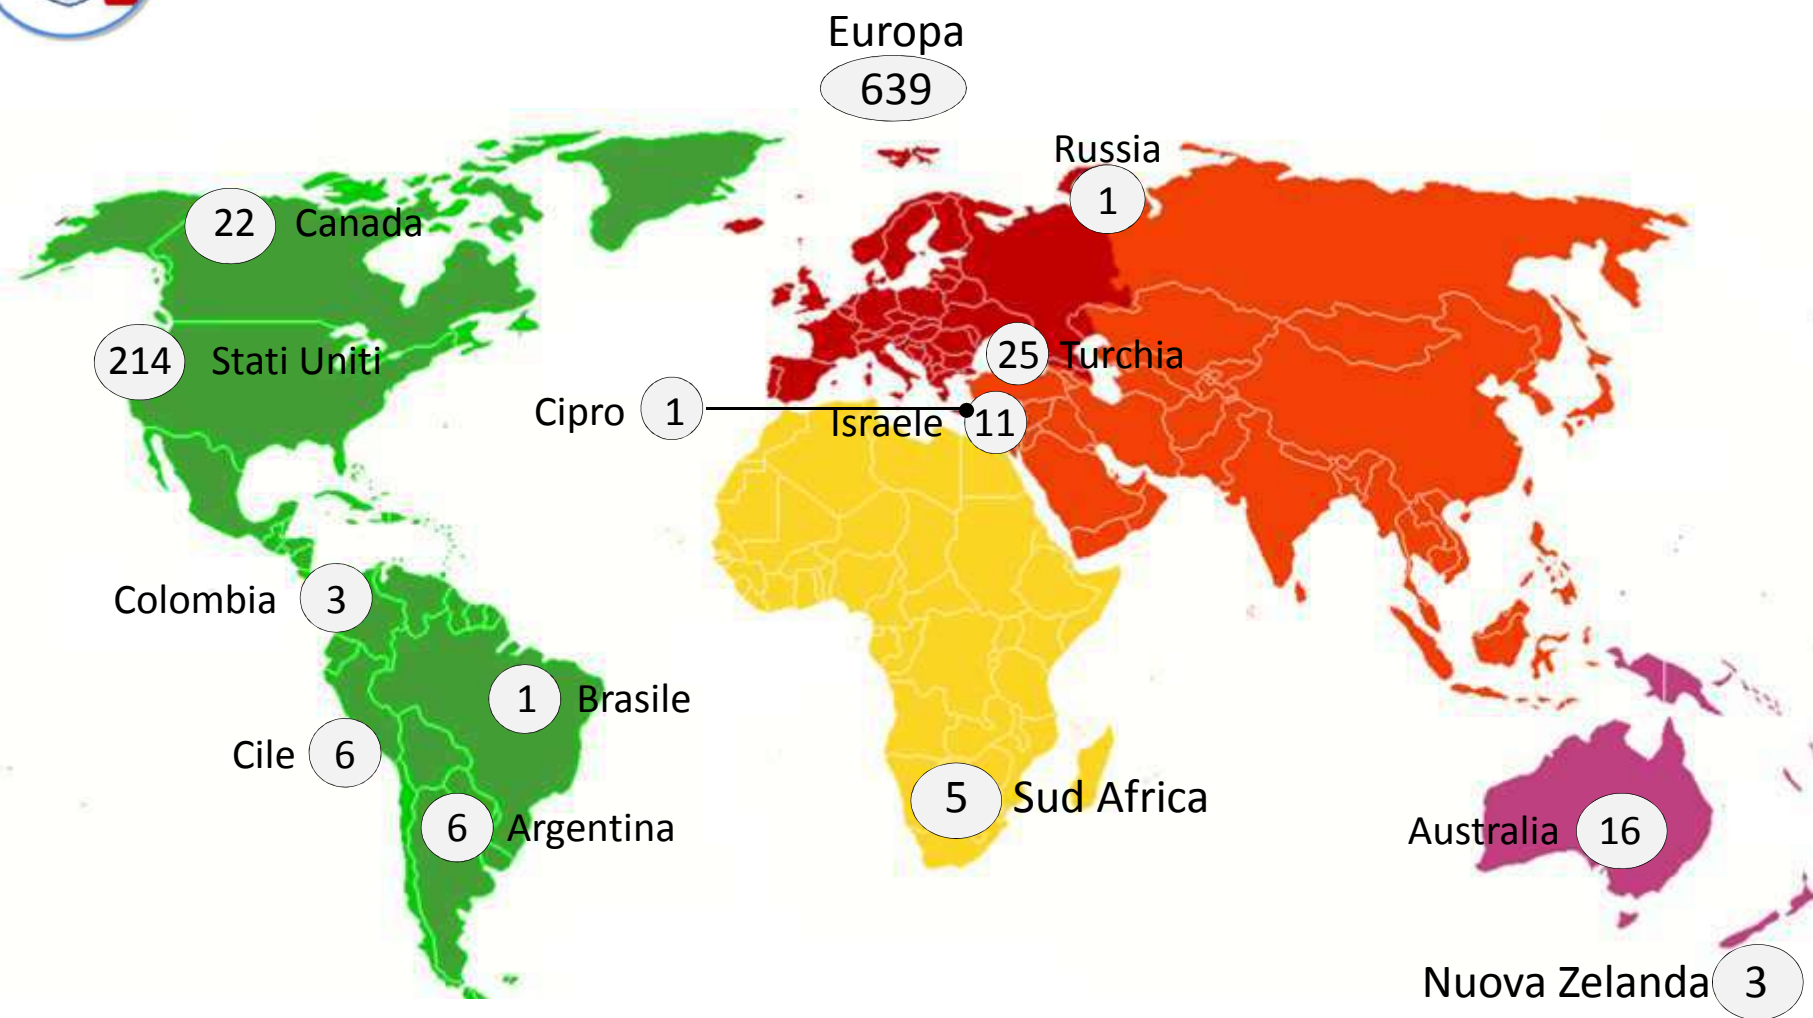 Europa
639
Russia
1
22 Canada
214 Stati Uniti
25 Turchia
Cipro 1
Israele 11
Colombia 3
1 Brasile
Cile 6
6 Argentina
5 Sud Africa
Australia 16
Nuova Zelanda 3